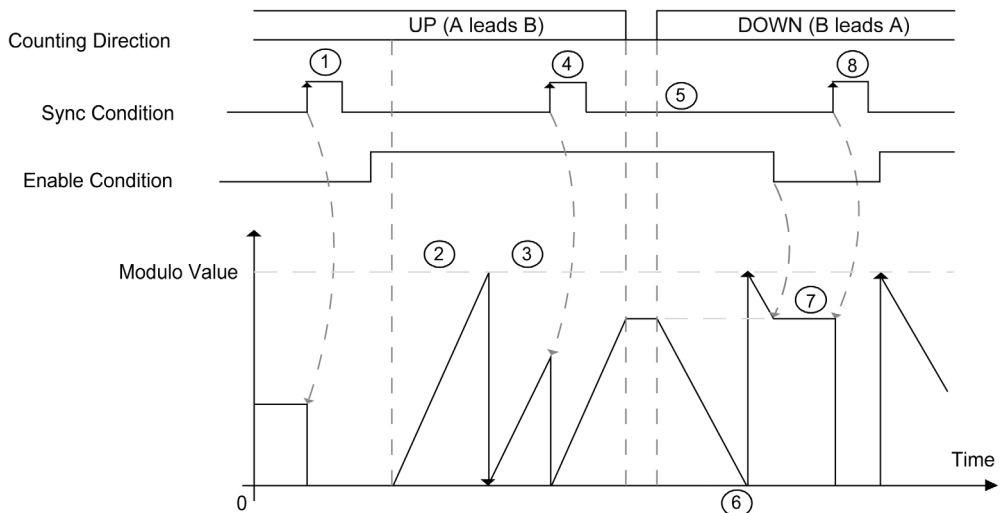 UP (A leads B)
DOWN (B leads A)
Counting Direction
1
4
8
5
Sync Condition
Enable Condition
2
3
Modulo Value
7
Time
0
6